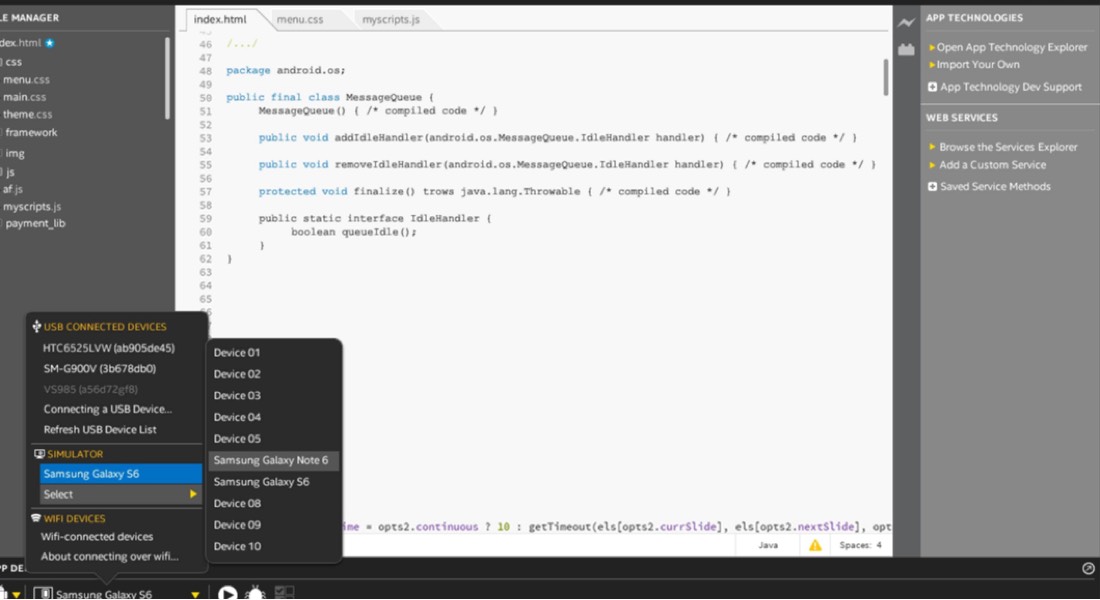 LE MANAGER
dex.html
css
menu.css
main.css
theme.css
framework
img
js
af js
myscripts.js
payment_lib
index.html
menu.css
myscripts.js
46 /.../
47
48 package android.os;
49
50 public final class MessageQueue {
51 MessageQueue() { /* compiled code */ }
52
53 public void addIdleHandler(android.os.MessageQueue.IdleHandler handler) { /* compiled code */ }
54
55 public void removeIdleHandler(android.os.MessageQueue.IdleHandler handler) { /* compiled code */ }
56
57 protected void finalize() trows java.lang.Throwable { /* compiled code */ }
58
59 public static interface IdleHandler {
60 boolean queueIdle();
61 }
62 }
63
64
65
66
ime = opts2.continuous ? 10 : getTimeout(els[opts2.currSlide], els[opts2.nextSlide], opt
Java
Spaces: 4
APP TECHNOLOGIES
Open App Technology Explorer
Import Your Own
App Technology Dev Support
WEB SERVICES
Browse the Services Explorer
Add a Custom Service
Saved Service Methods
USB CONNECTED DEVICES
HTC6525LVW (ab905de45)
SM-G900V (3b678db0)
VS985 (a56d72gf8)
Connecting a USB Device...
Refresh USB Device List
SIMULATOR
Samsung Galaxy S6
Select
WIFI DEVICES
Wifi-connected devices
About connecting over wifi...
Device 01
Device 02
Device 03
Device 04
Device 05
Samsung Galaxy Note 6
Samsung Galaxy S6
Device 08
Device 09
Device 10
PP DE
Samsung Galaxy S6